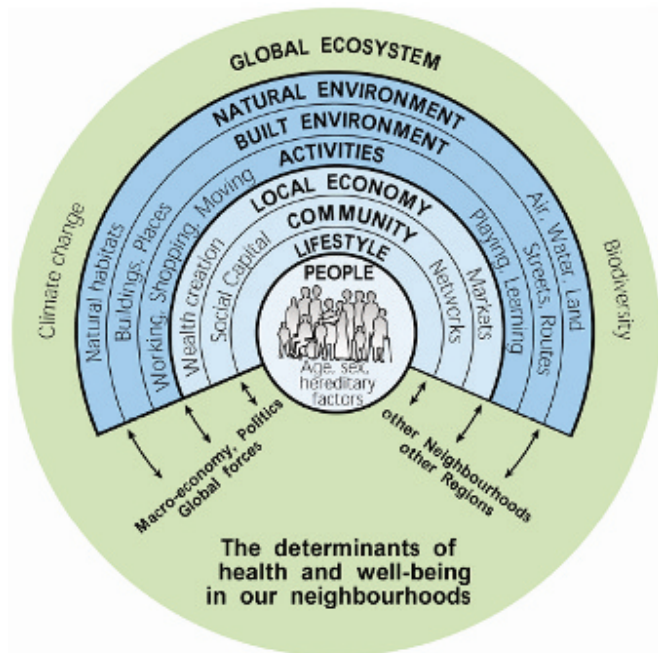 GLOBAL ECOSYSTEM
NATURAL ENVIRONMENT
BUILT ENVIRONMENT
ACTIVITIES
LOCAL ECONOMY
COMMUNITY
LIFESTYLE
PEOPLE
Age, sex,
hereditary
factors
Climate change
Natural habitats
Buildings, Places
Working, Shopping, Moving
Wealth creation
Social Capital
Networks
Markets
Playing, Learning
Streets, Routes
Air, Water, Land
Biodiversity
Macro-economy, Politics
Global forces
other Neighbourhoods
other Regions
The determinants of
health and well-being
in our neighbourhoods